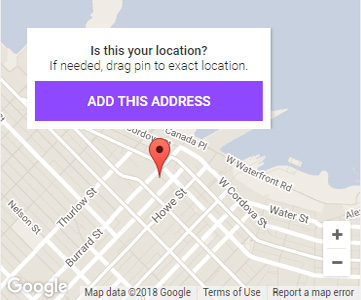 Is this your location?
If needed, drag pin to exact location.
ADD THIS ADDRESS
Canada Pl
Cordova
W Waterfront Rd
W Cordova St
Thurlow St
Howe St
Nelson St
Burrard St
Water St
Ale
+
−
Google
Map data ©2018 Google
Terms of Use
Report a map error